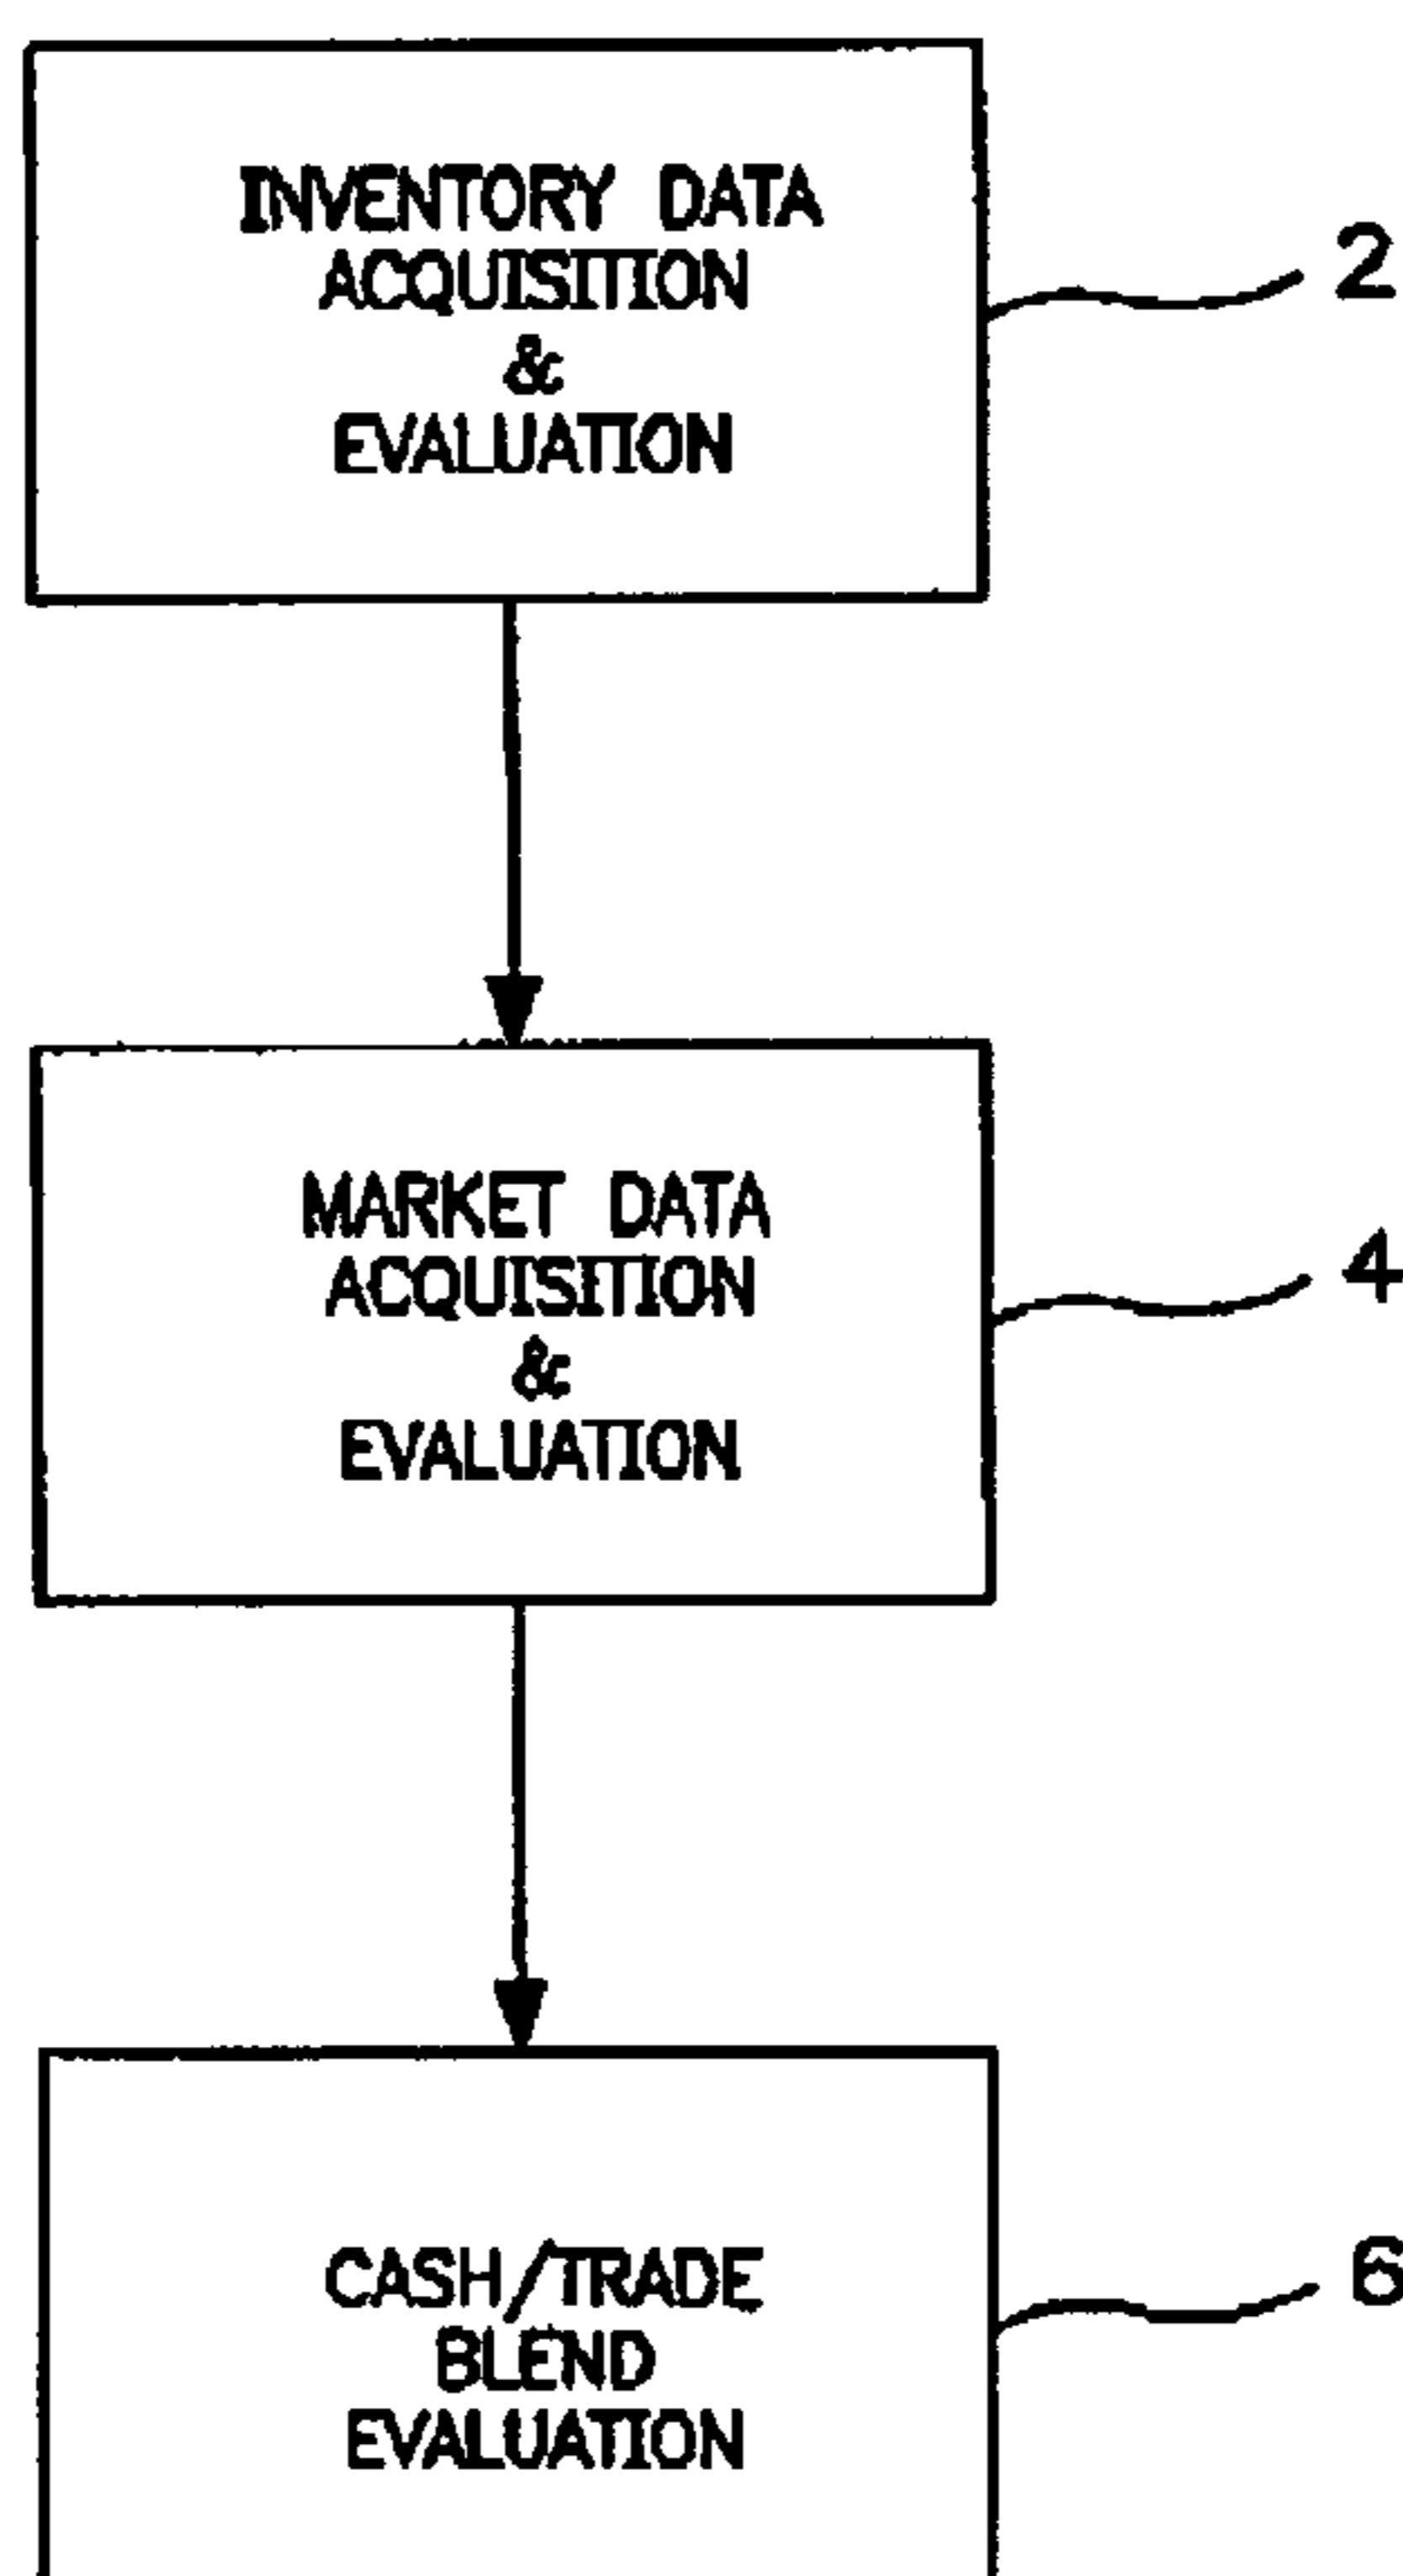 INVENTORY DATA
ACQUISITION
&
EVALUATION
2
MARKET DATA
ACQUISITION
&
EVALUATION
4
CASH/TRADE
BLEND
EVALUATION
6